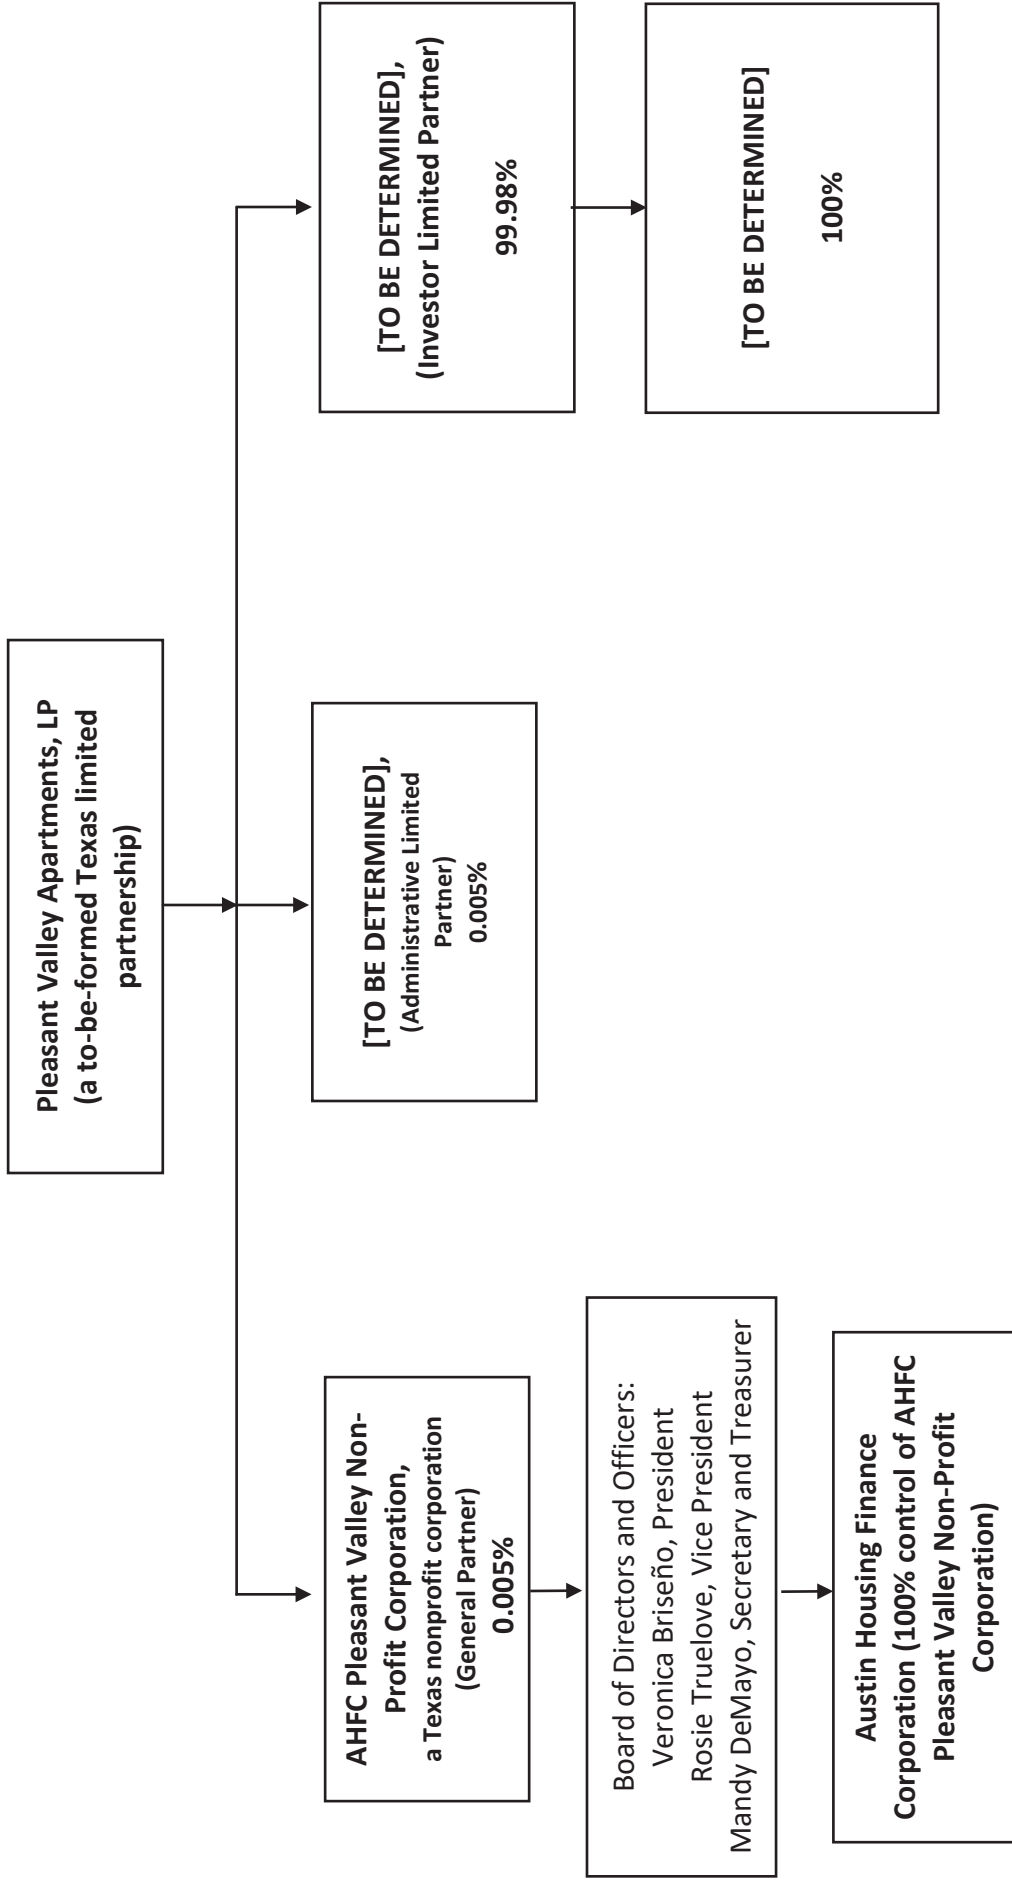 Pleasant Valley Apartments, LP
(a to-be-formed Texas limited
partnership)
AHFC Pleasant Valley Non-
Profit Corporation,
a Texas nonprofit corporation
(General Partner)
0.005%
Board of Directors and Officers:
Veronica Briseño, President
Rosie Truelove, Vice President
Mandy DeMayo, Secretary and Treasurer
Austin Housing Finance
Corporation (100% control of AHFC
Pleasant Valley Non-Profit
Corporation)
[TO BE DETERMINED],
(Administrative Limited
Partner)
0.005%
[TO BE DETERMINED],
(Investor Limited Partner)
99.98%
[TO BE DETERMINED]
100%